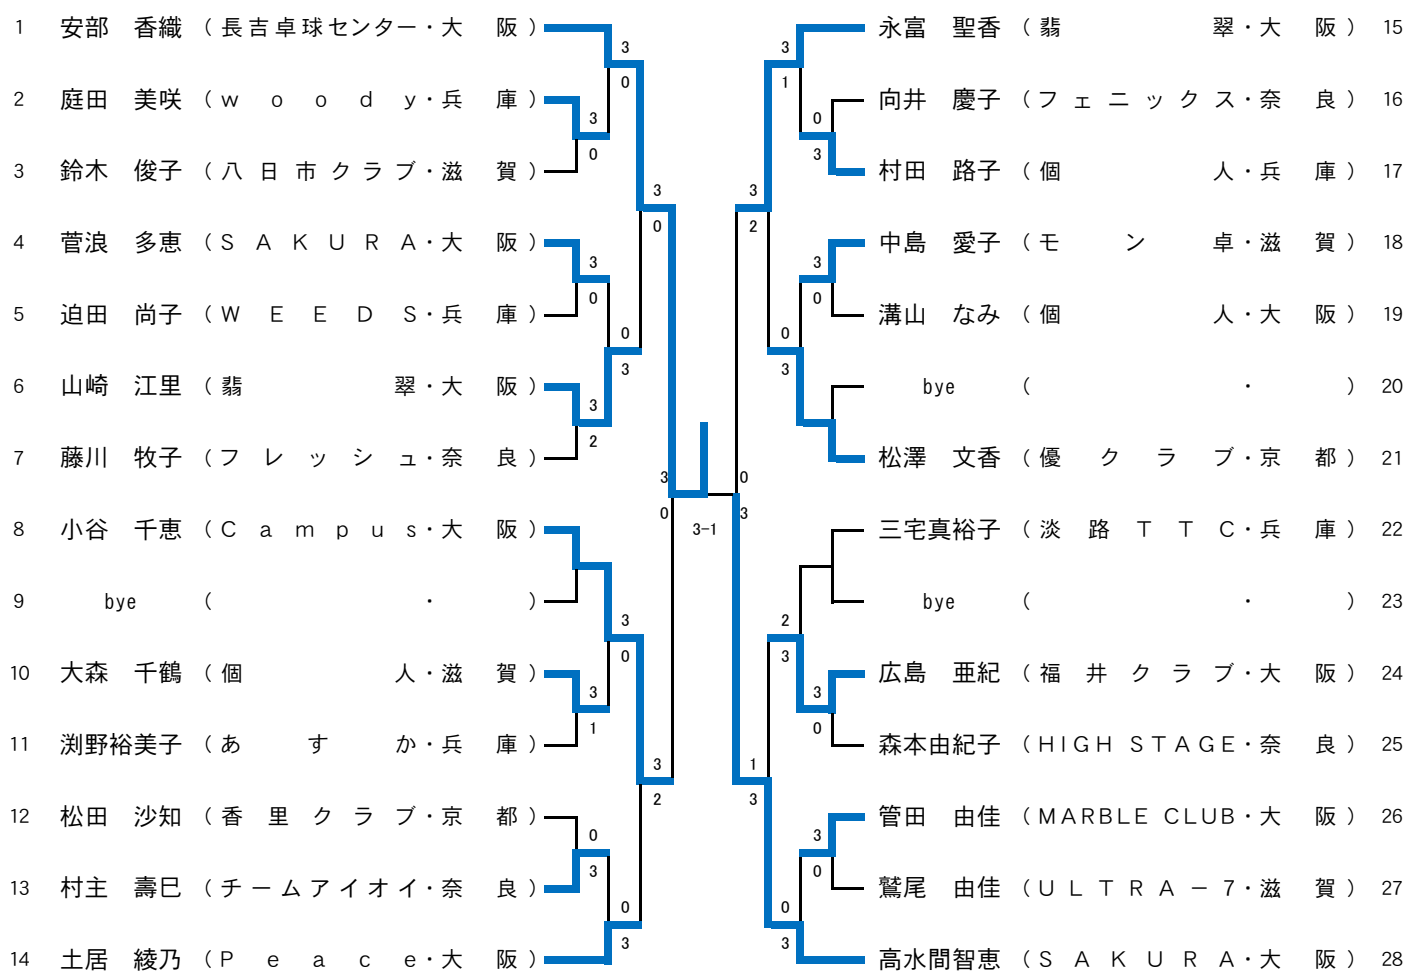 1 安部 香織 （長吉卓球センター・大 阪）
2 庭田 美咲 （ｗｏｏｄｙ・兵 庫）
3 鈴木 俊子 （八日市クラブ・滋 賀）
4 菅浪 多恵 （ＳＡＫＵＲＡ・大 阪）
5 迫田 尚子 （ＷＥＥＤＳ・兵 庫）
6 山崎 江里 （翡翠・大 阪）
7 藤川 牧子 （フレッシュ・奈 良）
8 小谷 千恵 （Ｃａｍｐｕｓ・大 阪）
9 bye （ ・ ）
10 大森 千鶴 （個人・滋 賀）
11 渕野裕美子 （あすか・兵 庫）
12 松田 沙知 （香里クラブ・京 都）
13 村主 壽巳 （チームアイオイ・奈 良）
14 土居 綾乃 （Ｐｅａｃｅ・大 阪）
3
0
3
0
3
0
3
0
0
3
3
2
3
0
3
0
3
1
3
2
0
3
0
3
3-1
0
3
3
1
0
3
3
2
3
0
0
3
2
3
3
0
1
3
3
0
0
3
永富 聖香 （翡翠・大 阪） 15
向井 慶子 （フェニックス・奈 良） 16
村田 路子 （個人・兵 庫） 17
中島 愛子 （モン卓・滋 賀） 18
溝山 なみ （個人・大 阪） 19
bye （ ・ ） 20
松澤 文香 （優クラブ・京 都） 21
三宅真裕子 （淡路ＴＴＣ・兵 庫） 22
bye （ ・ ） 23
広島 亜紀 （福井クラブ・大 阪） 24
森本由紀子 （HIGH STAGE・奈 良） 25
管田 由佳 （MARBLE CLUB・大 阪） 26
鷲尾 由佳 （ＵＬＴＲＡ－７・滋 賀） 27
高水間智恵 （ＳＡＫＵＲＡ・大 阪） 28